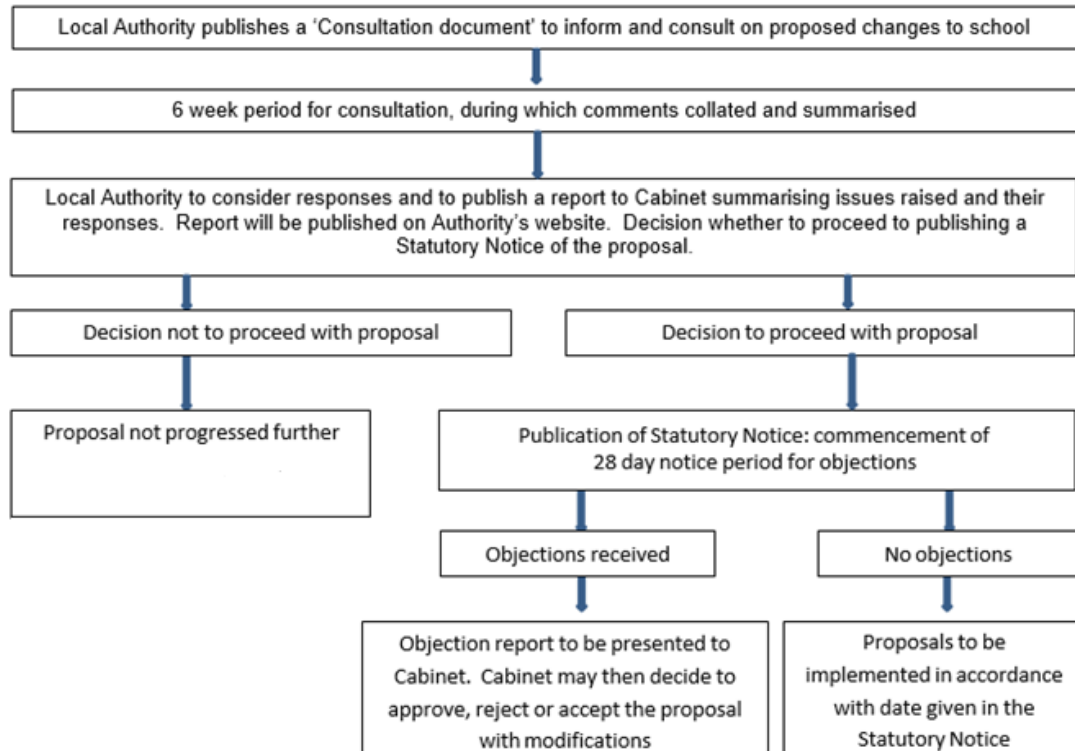 Local Authority publishes a 'Consultation document' to inform and consult on proposed changes to school
6 week period for consultation, during which comments collated and summarised
Local Authority to consider responses and to publish a report to Cabinet summarising issues raised and their
responses.  Report will be published on Authority's website.  Decision whether to proceed to publishing a
Statutory Notice of the proposal.
Decision not to proceed with proposal
Decision to proceed with proposal
Proposal not progressed further
Publication of Statutory Notice: commencement of
28 day notice period for objections
Objections received
No objections
Objection report to be presented to
Cabinet.  Cabinet may then decide to
approve, reject or accept the proposal
with modifications
Proposals to be
implemented in accordance
with date given in the
Statutory Notice